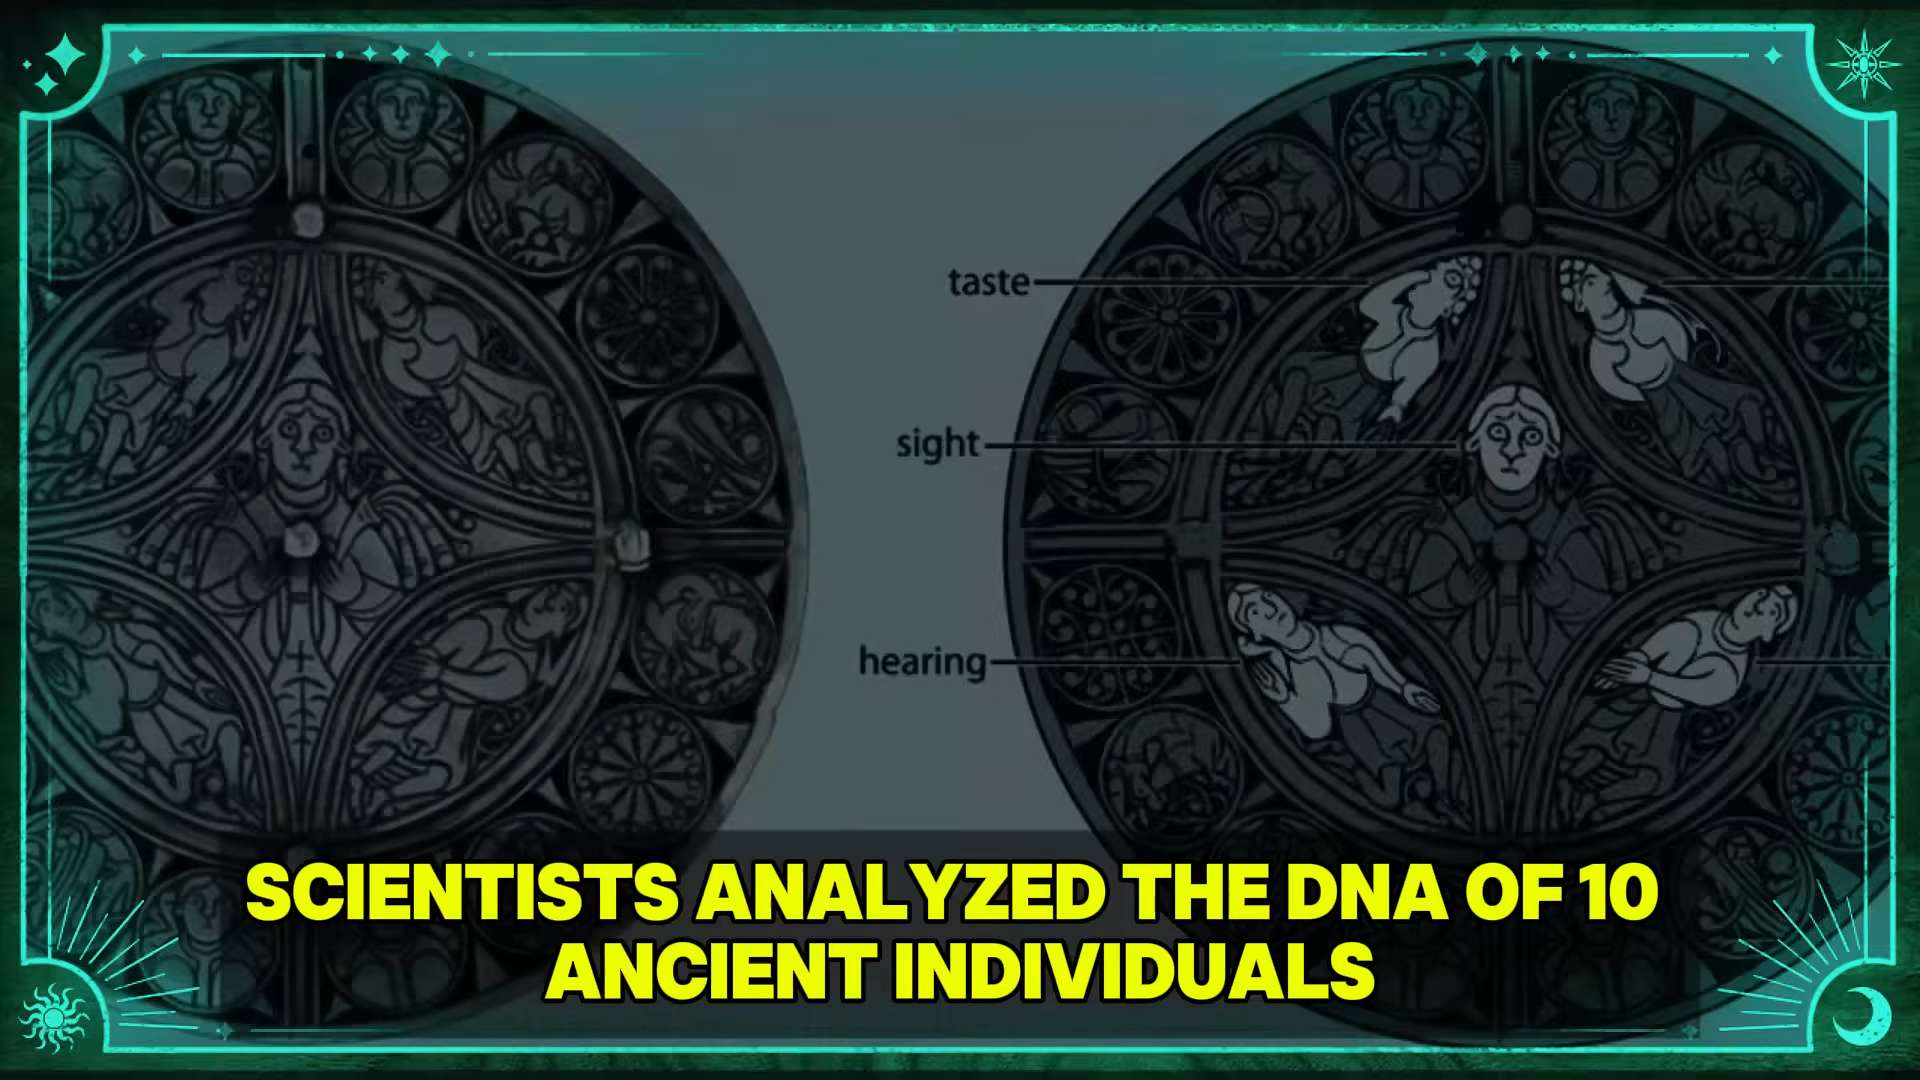 taste
sight
hearing
SCIENTISTS ANALYZED THE DNA OF 10
ANCIENT INDIVIDUALS